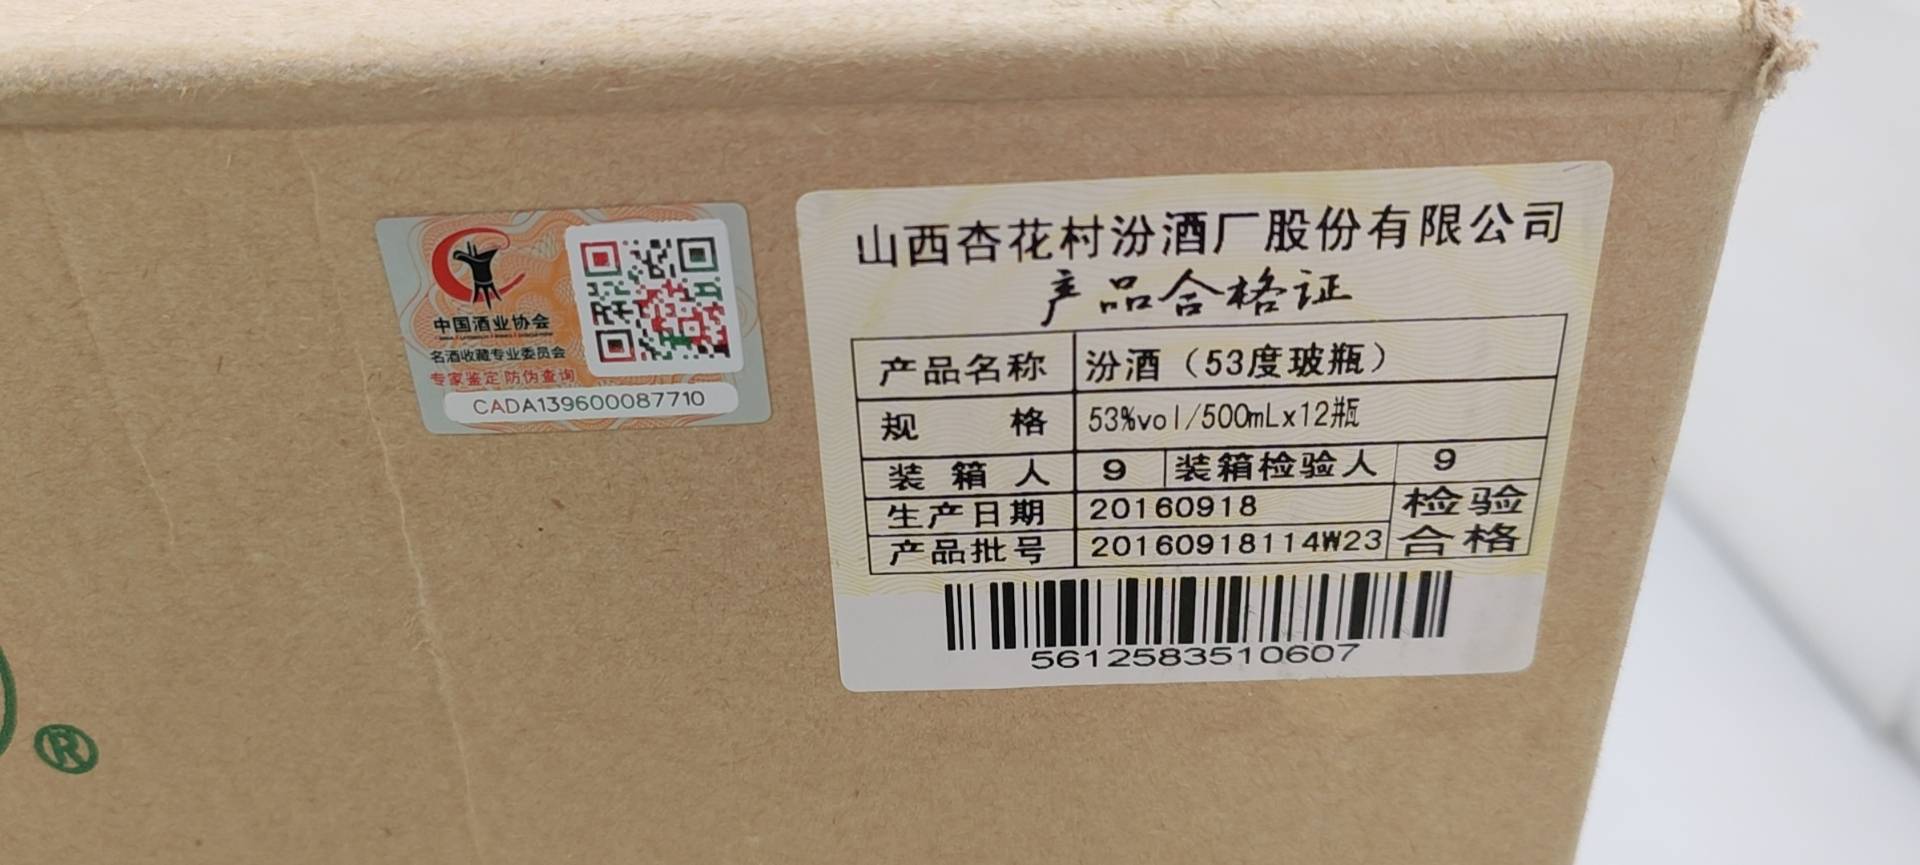 中国酒业协会
名酒收藏专业委员会
专家鉴定 防伪查询
CADA139600087710
山西杏花村汾酒厂股份有限公司
产品合格证
产品名称 汾酒（53度玻瓶）
规格 53%vol/500mLx12瓶
装箱人 9 装箱检验人 9
生产日期 20160918 检验
产品批号 20160918114W23 合格
5612583510607
®